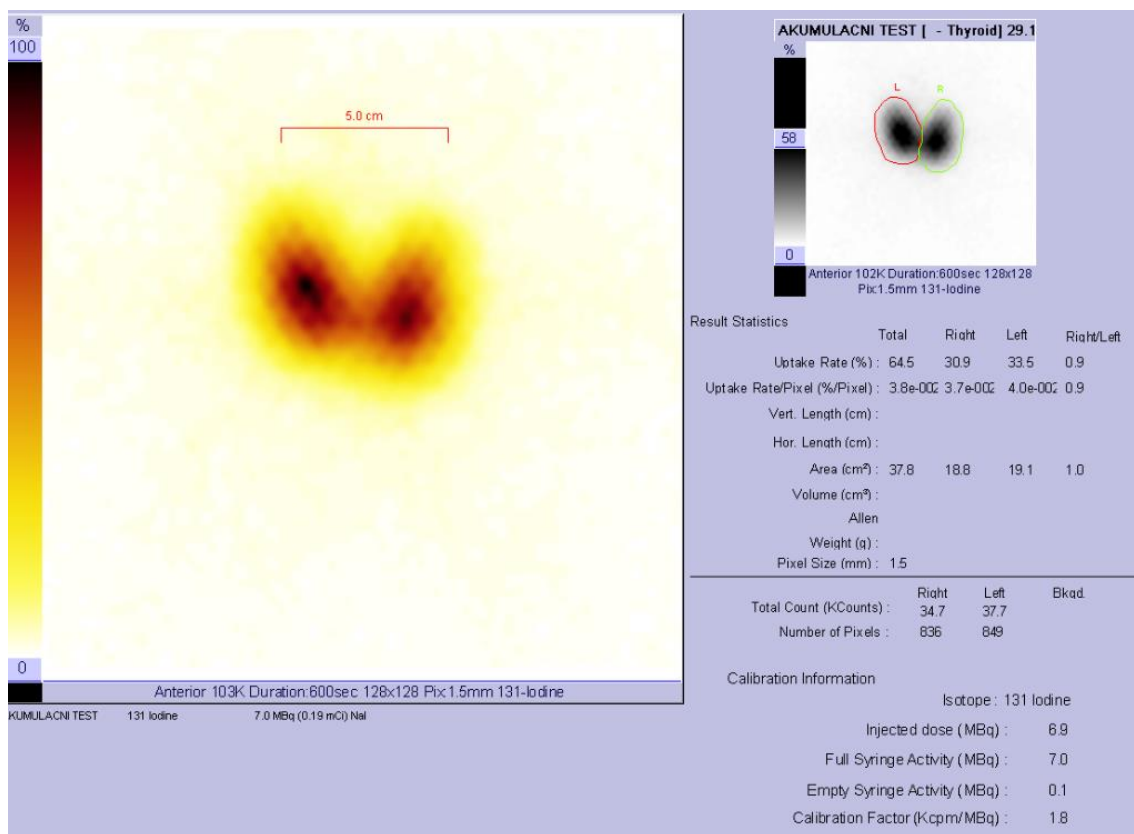 %
100
5.0 cm
0
Anterior 103K Duration:600sec 128x128 Pix:1.5mm 131-Iodine
KUMULACNI TEST 131 Iodine 7.0 MBq (0.19 mCi) NaI
AKUMULACNI TEST [ - Thyroid] 29.1
%
L R
58
0
Anterior 102K Duration:600sec 128x128
Pix:1.5mm 131-Iodine
Result Statistics
Total Right Left Right/Left
Uptake Rate (%) : 64.5 30.9 33.5 0.9
Uptake Rate/Pixel (%/Pixel) : 3.8e-002 3.7e-002 4.0e-002 0.9
Vert. Length (cm) :
Hor. Length (cm) :
Area (cm²) : 37.8 18.8 19.1 1.0
Volume (cm³) :
Allen
Weight (g) :
Pixel Size (mm) : 1.5
Right Left Bkgd.
Total Count (KCounts) : 34.7 37.7
Number of Pixels : 836 849
Calibration Information
Isotope : 131 Iodine
Injected dose (MBq) : 6.9
Full Syringe Activity (MBq) : 7.0
Empty Syringe Activity (MBq) : 0.1
Calibration Factor (Kcpm/MBq) : 1.8